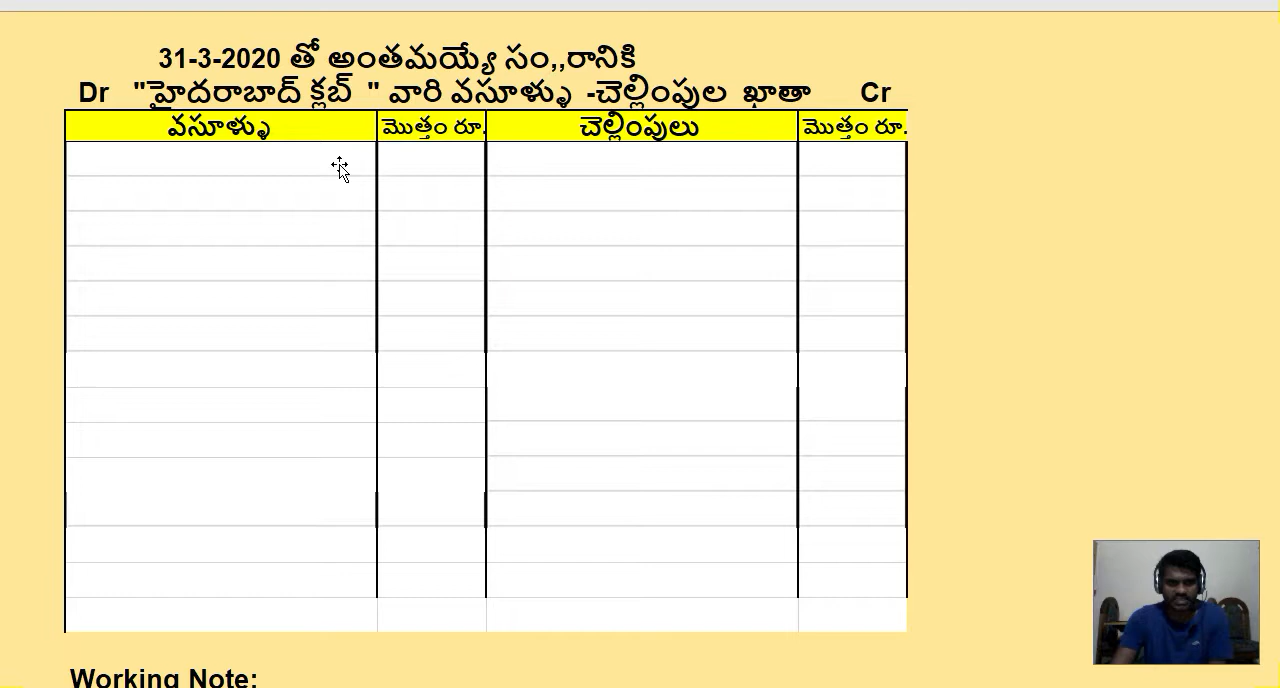 31-3-2020 తో అంతమయ్యే సం,,రానికి
Dr "హైదరాబాద్ క్లబ్ " వారి వసూళ్ళు -చెల్లింపుల ఖాతా Cr
వసూళ్ళు మొత్తం రూ. చెల్లింపులు మొత్తం రూ.
Working Note: